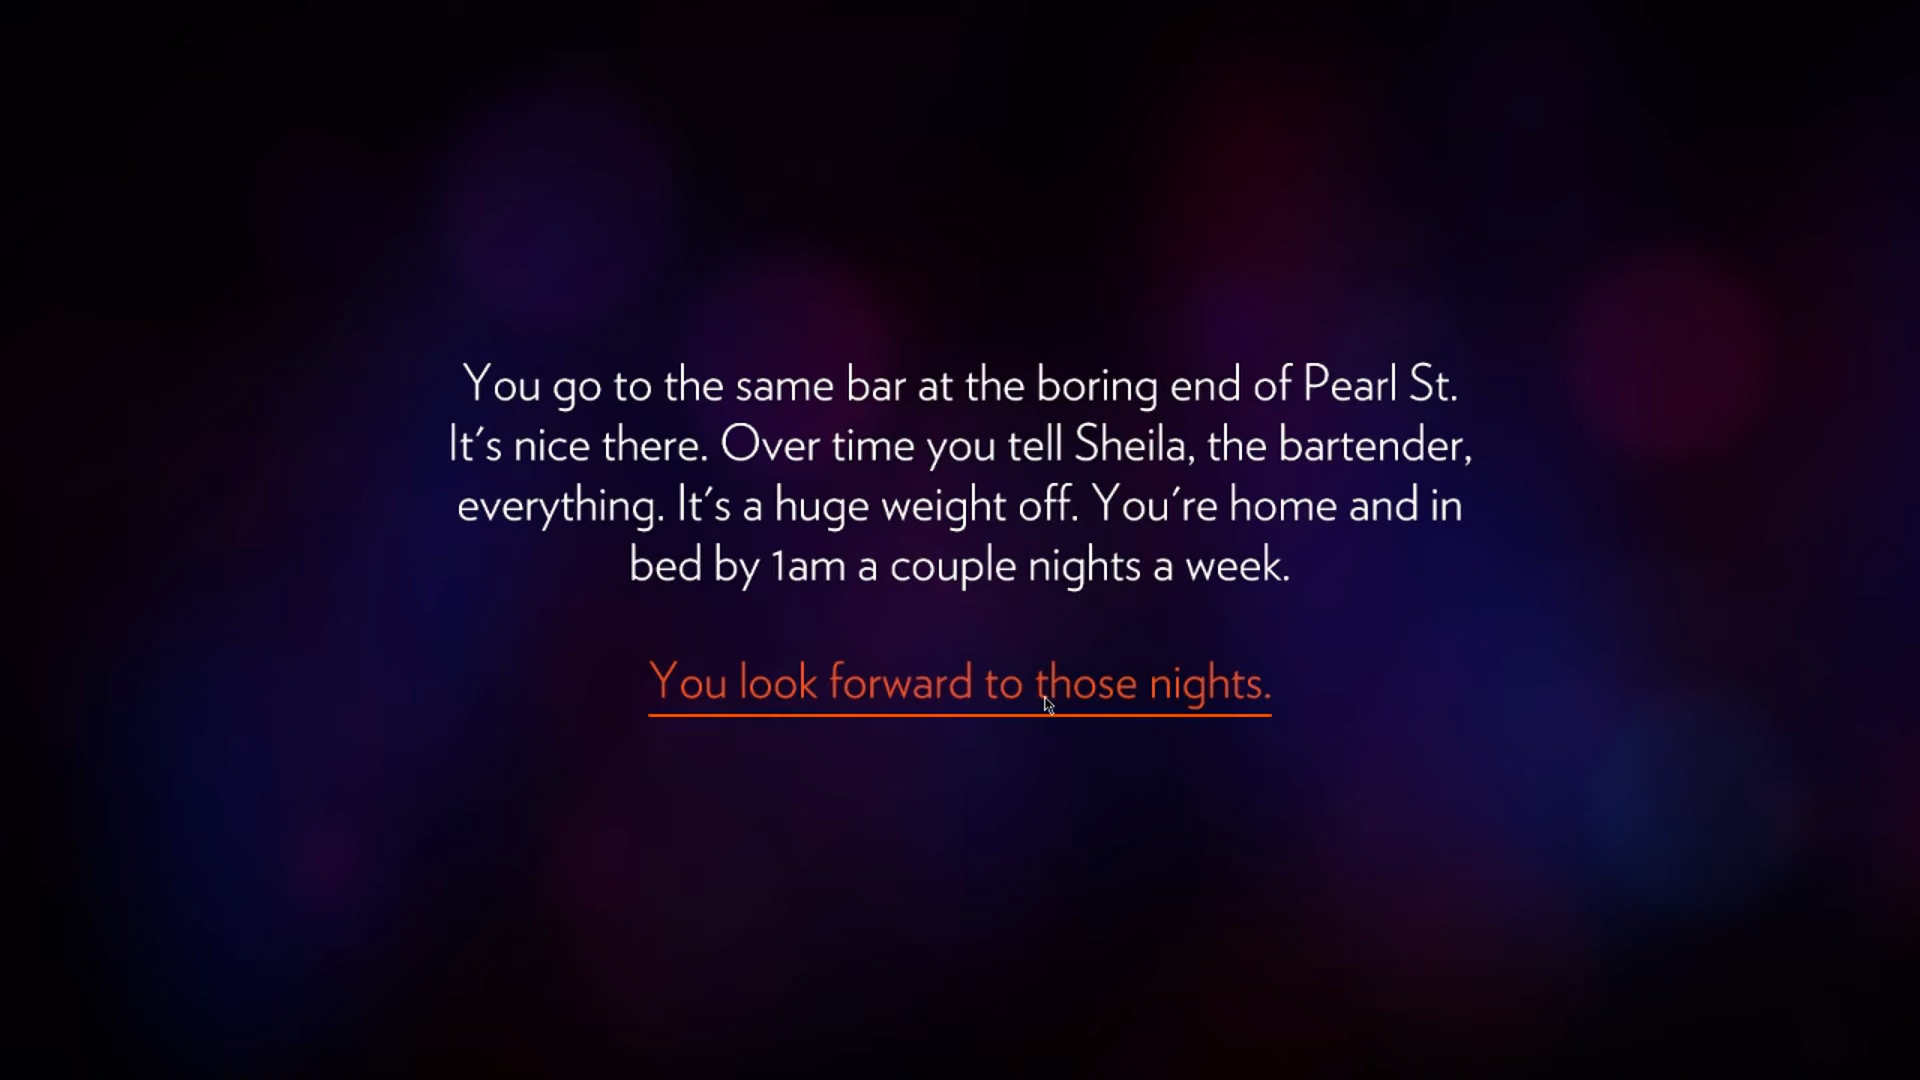 You go to the same bar at the boring end of Pearl St.
It's nice there. Over time you tell Sheila, the bartender,
everything. It's a huge weight off. You're home and in
bed by 1am a couple nights a week.
You look forward to those nights.